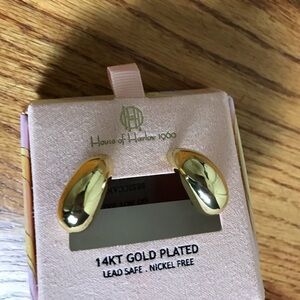 House of Harlow 1960
14KT GOLD PLATED
LEAD SAFE . NICKEL FREE